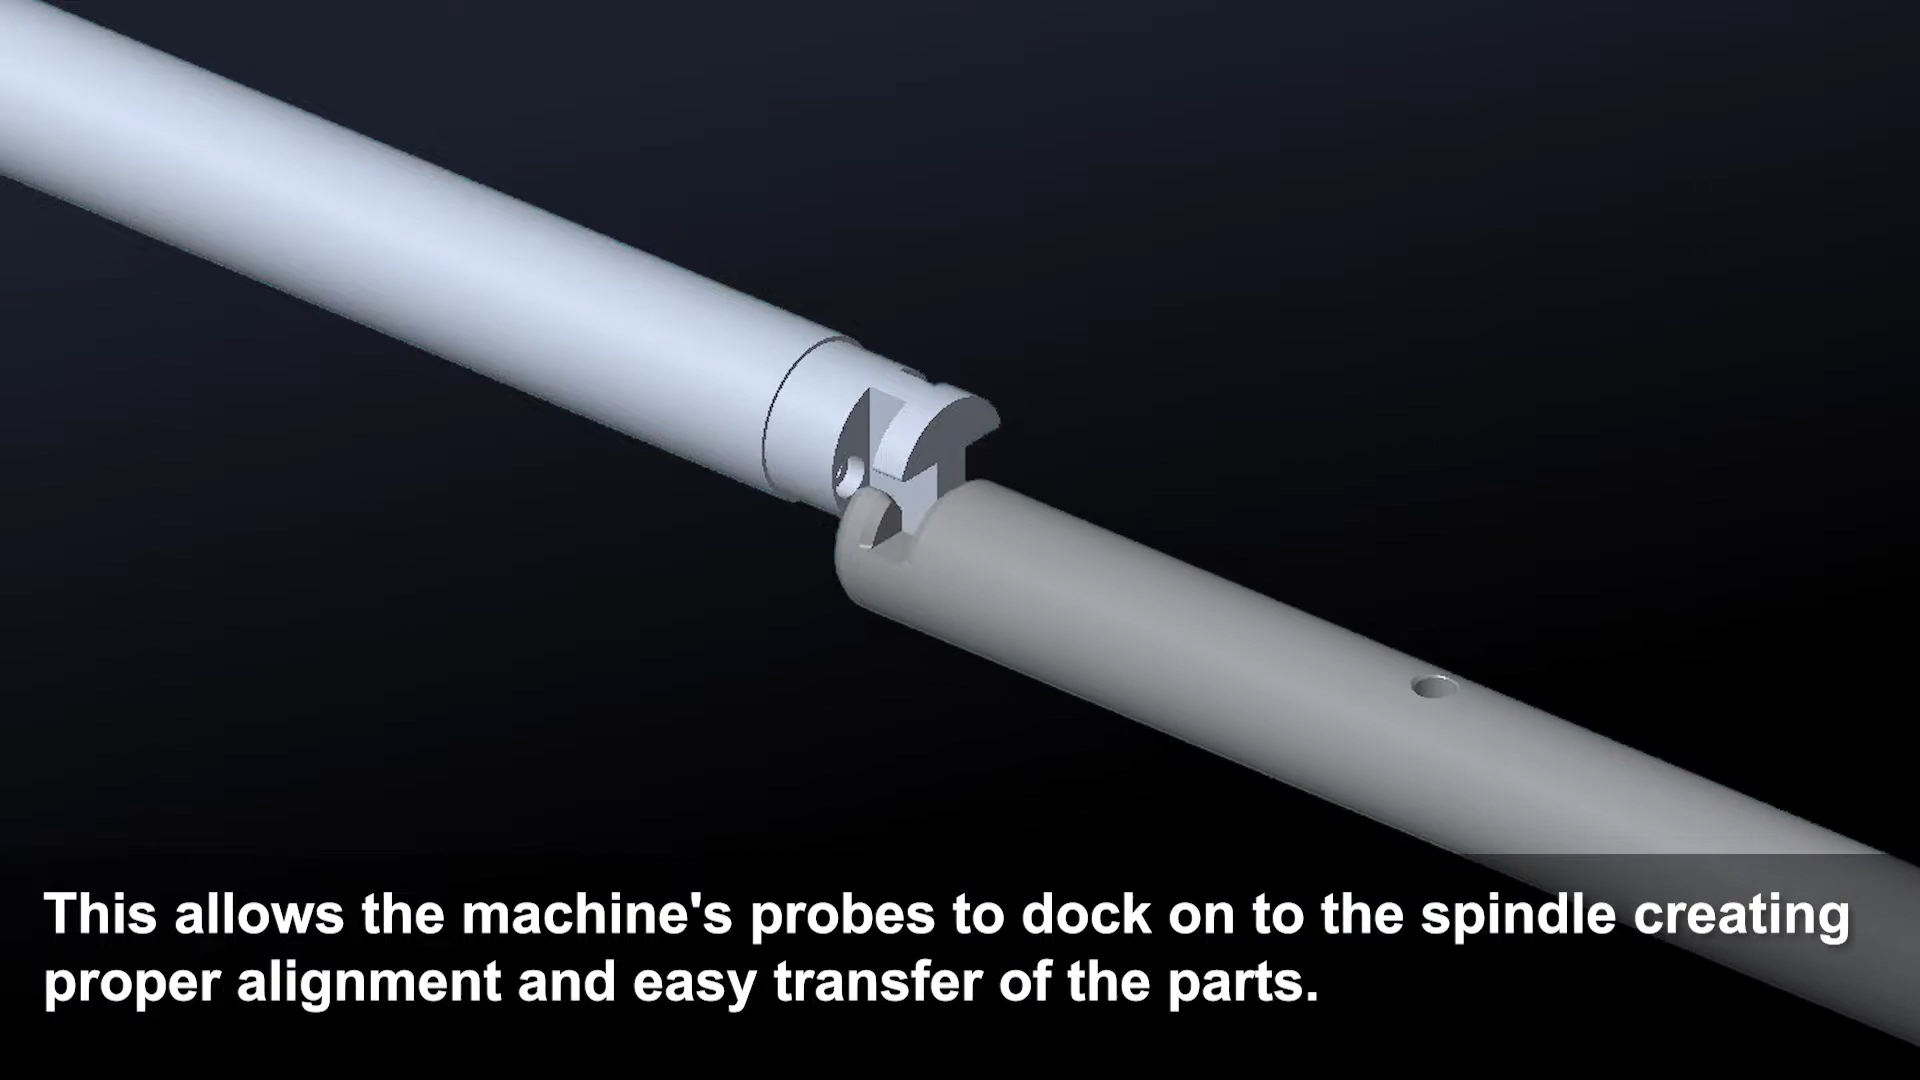 This allows the machine's probes to dock on to the spindle creating
proper alignment and easy transfer of the parts.